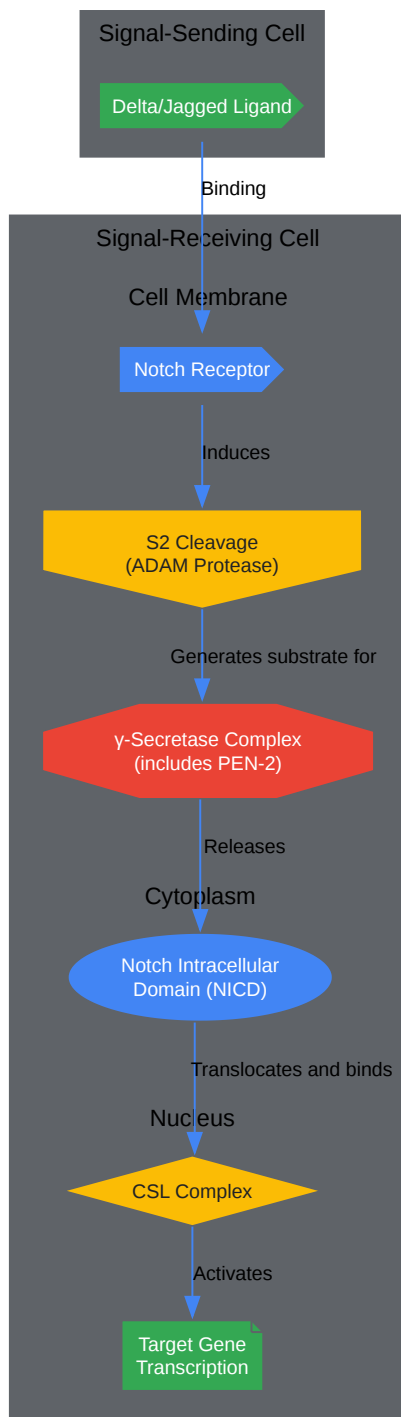 Signal-Sending Cell
Delta/Jagged Ligand
Binding
Signal-Receiving Cell
Cell Membrane
Notch Receptor
Induces
S2 Cleavage
(ADAM Protease)
Generates substrate for
γ-Secretase Complex
(includes PEN-2)
Releases
Cytoplasm
Notch Intracellular
Domain (NICD)
Translocates and binds
Nucleus
CSL Complex
Activates
Target Gene
Transcription